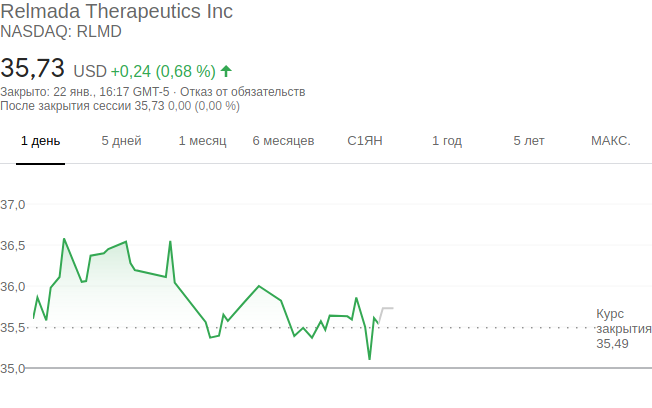 Relmada Therapeutics Inc
NASDAQ: RLMD
35,73 USD +0,24 (0,68 %)
Закрыто: 22 янв., 16:17 GMT-5 · Отказ от обязательств
После закрытия сессии 35,73 0,00 (0,00 %)
1 день 5 дней 1 месяц 6 месяцев С1ЯН 1 год 5 лет МАКС.
37,0
36,5
36,0
35,5
35,0
Курс
закрытия
35,49